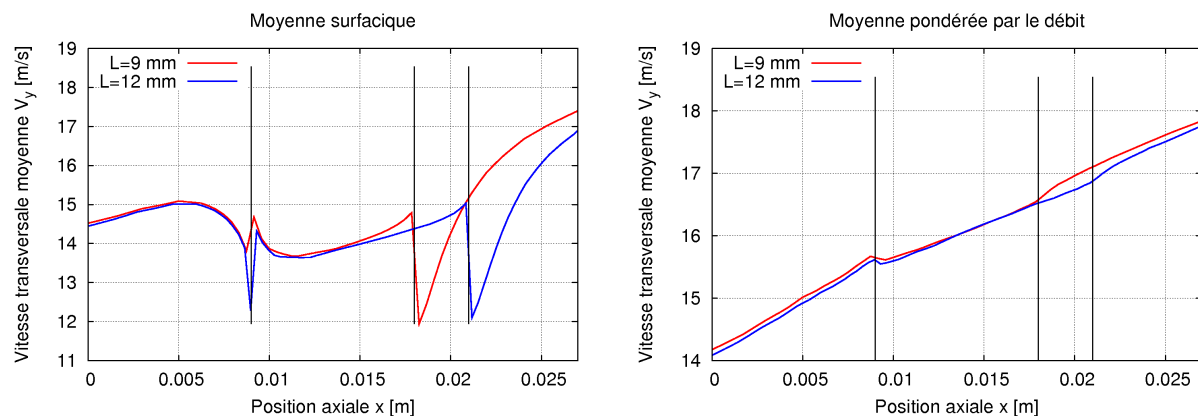 Moyenne surfacique
Vitesse transversale moyenne Vy [m/s]
19
18
17
16
15
14
13
12
11
L=9 mm
L=12 mm
0
0.005
0.01
0.015
0.02
0.025
Position axiale x [m]
Moyenne pondérée par le débit
Vitesse transversale moyenne Vy [m/s]
19
18
17
16
15
14
L=9 mm
L=12 mm
0
0.005
0.01
0.015
0.02
0.025
Position axiale x [m]